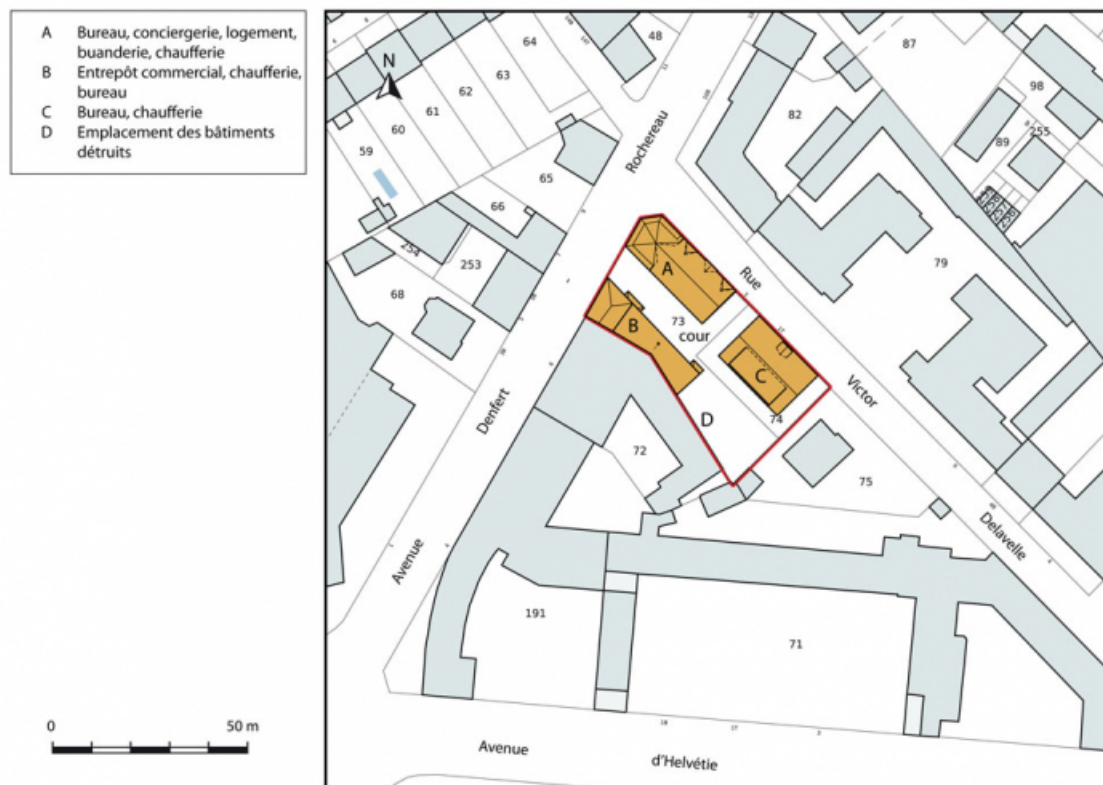 A Bureau, conciergerie, logement,
buanderie, chaufferie
B Entrepôt commercial, chaufferie,
bureau
C Bureau, chaufferie
D Emplacement des bâtiments
détruits
N
0 50 m
64
48
87
63
62
61
60
59
82
98
255
89
65
66
254
253
68
79
Rochereau
Rue
A
73
cour
B
C
74
D
Victor
Denfert
72
75
Delavelle
Avenue
191
71
Avenue
d'Helvétie